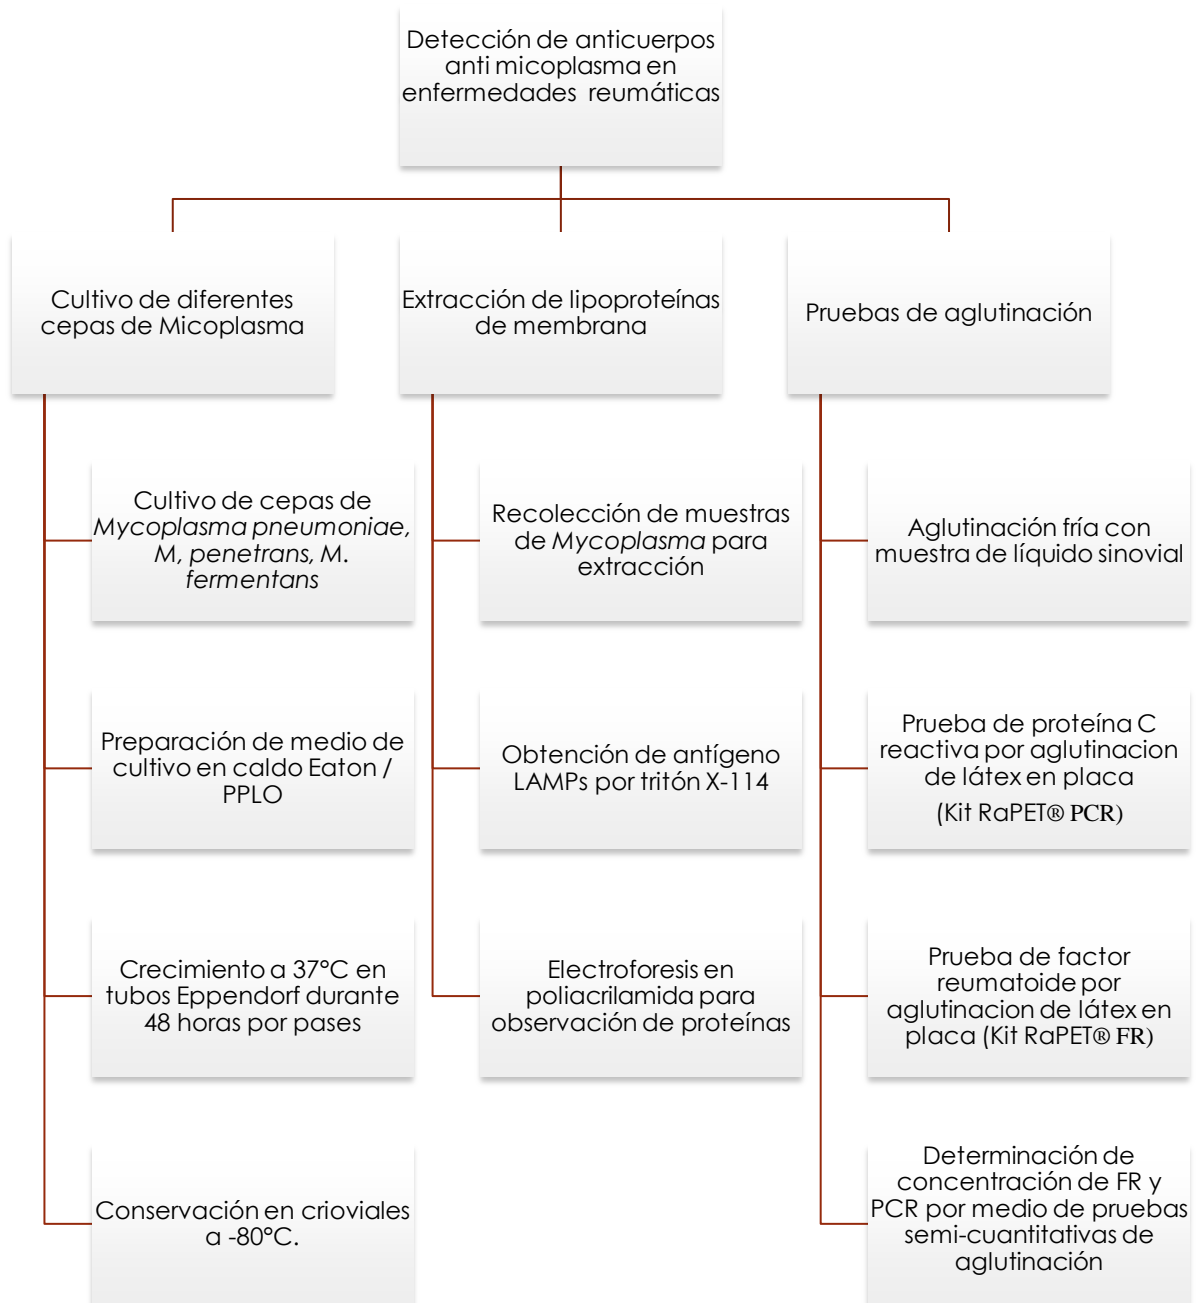 Detección de anticuerpos
anti micoplasma en
enfermedades reumáticas
Cultivo de diferentes
cepas de Micoplasma
Extracción de lipoproteínas
de membrana
Pruebas de aglutinación
Cultivo de cepas de
Mycoplasma pneumoniae,
M, penetrans, M.
fermentans
Recolección de muestras
de Mycoplasma para
extracción
Aglutinación fría con
muestra de líquido sinovial
Preparación de medio de
cultivo en caldo Eaton /
PPLO
Obtención de antígeno
LAMPs por tritón X-114
Prueba de proteína C
reactiva por aglutinacion
de látex en placa
(Kit RaPET® PCR)
Crecimiento a 37°C en
tubos Eppendorf durante
48 horas por pases
Electroforesis en
poliacrilamida para
observación de proteínas
Prueba de factor
reumatoide por
aglutinacion de látex en
placa (Kit RaPET® FR)
Conservación en crioviales
a -80°C.
Determinación de
concentración de FR y
PCR por medio de pruebas
semi-cuantitativas de
aglutinación